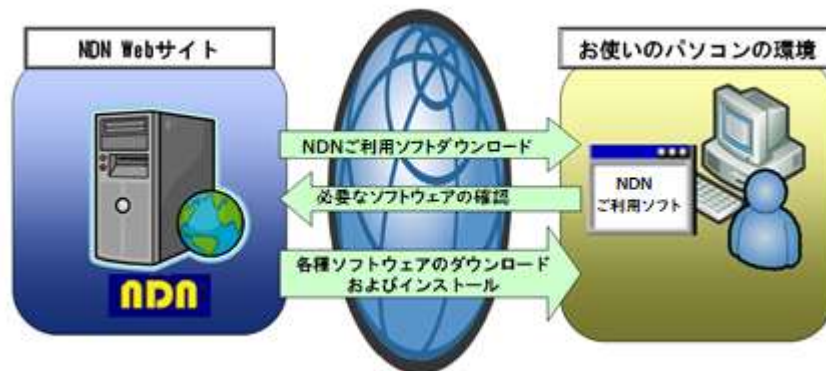 NDN Webサイト
お使いのパソコンの環境
NDNご利用ソフトダウンロード
必要なソフトウェアの確認
各種ソフトウェアのダウンロード
およびインストール
NDN
ご利用ソフト
NDN